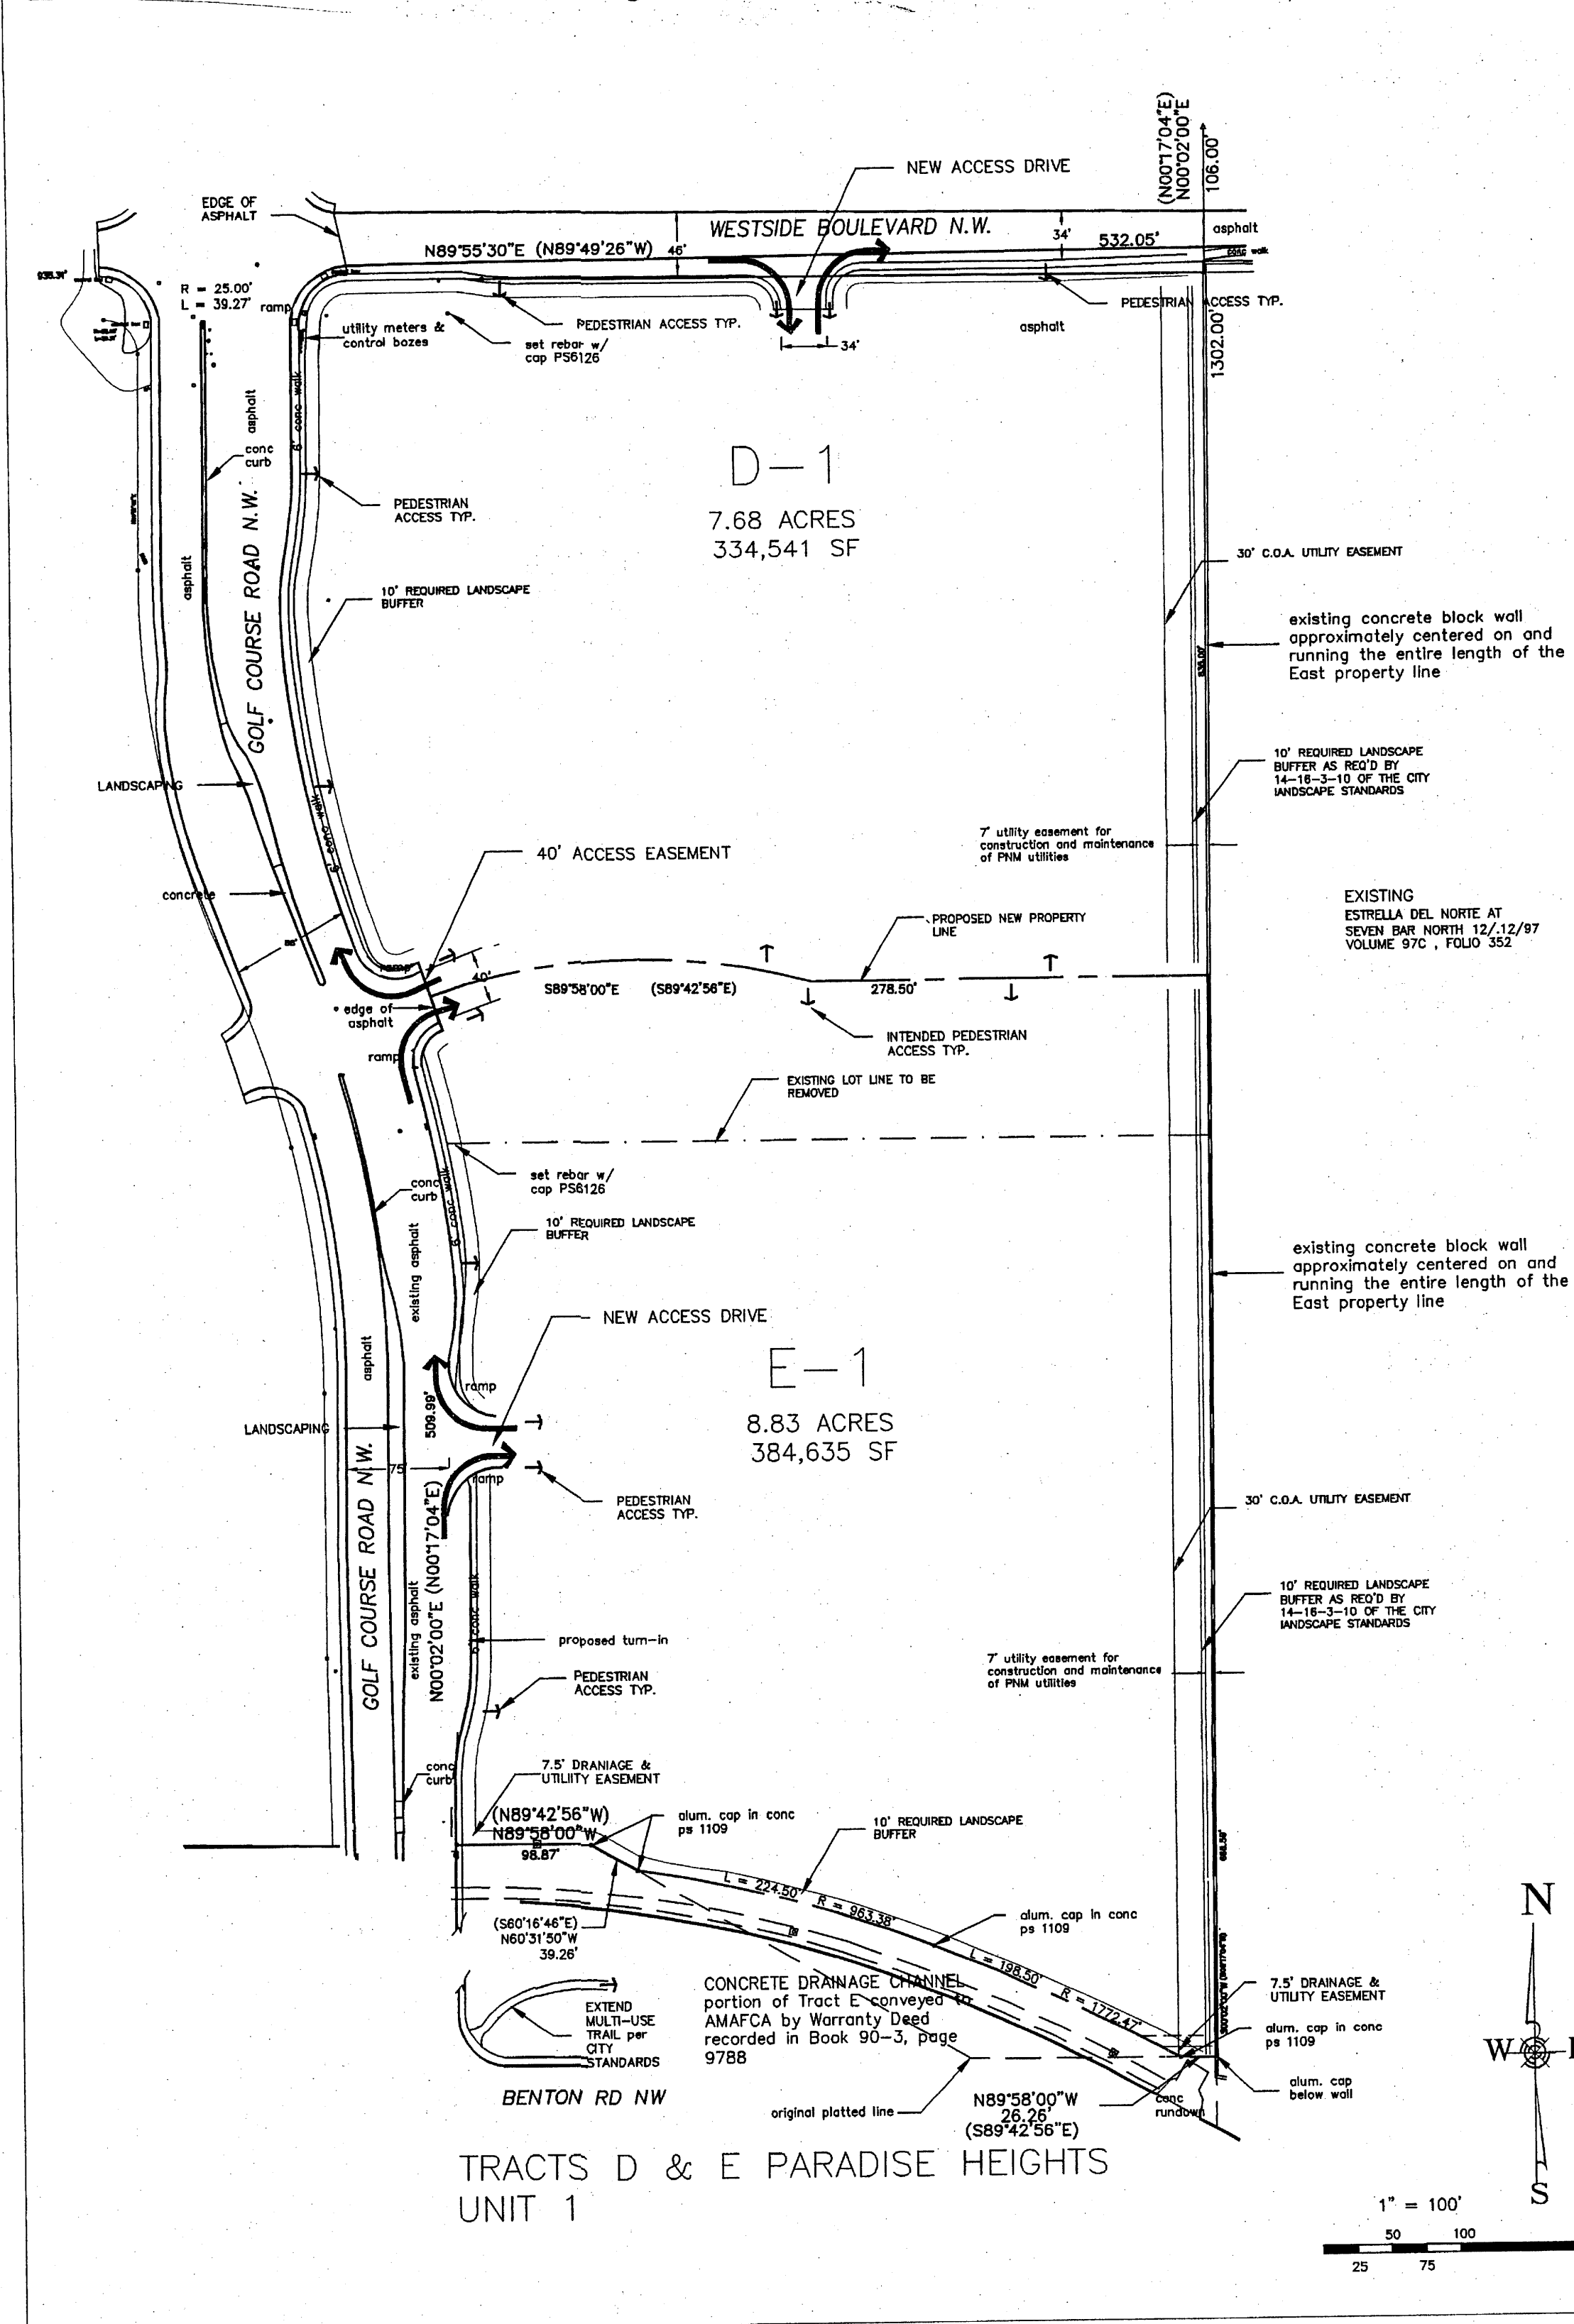 (N00°17'04"E)
N00°02'00"E
106.00'
NEW ACCESS DRIVE
EDGE OF
ASPHALT
WESTSIDE BOULEVARD N.W.
34'
532.05'
asphalt
conc walk
N89°55'30"E (N89°49'26"W)
46'
R = 25.00'
L = 39.27'
ramp
utility meters &
control bozes
PEDESTRIAN ACCESS TYP.
set rebar w/
cap PS6126
34'
PEDESTRIAN ACCESS TYP.
asphalt
1302.00'
6' conc walk
asphalt
conc
curb
D-1
7.68 ACRES
334,541 SF
PEDESTRIAN
ACCESS TYP.
GOLF COURSE ROAD N.W.
asphalt
10' REQUIRED LANDSCAPE
BUFFER
30' C.O.A. UTILITY EASEMENT
existing concrete block wall
approximately centered on and
running the entire length of the
East property line
LANDSCAPING
10' REQUIRED LANDSCAPE
BUFFER AS REQ'D BY
14-16-3-10 OF THE CITY
LANDSCAPE STANDARDS
6' conc walk
40' ACCESS EASEMENT
7' utility easement for
construction and maintenance
of PNM utilities
concrete
EXISTING
ESTRELLA DEL NORTE AT
SEVEN BAR NORTH 12/.12/97
VOLUME 97C , FOLIO 352
PROPOSED NEW PROPERTY
LINE
ramp
40'
S89°58'00"E (S89°42'56"E)
278.50'
edge of
asphalt
INTENDED PEDESTRIAN
ACCESS TYP.
ramp
EXISTING LOT LINE TO BE
REMOVED
set rebar w/
cap PS6126
conc
curb
6' conc walk
10' REQUIRED LANDSCAPE
BUFFER
existing asphalt
existing concrete block wall
approximately centered on and
running the entire length of the
East property line
NEW ACCESS DRIVE
asphalt
E-1
8.83 ACRES
384,635 SF
ramp
509.99'
LANDSCAPING
75'
ramp
PEDESTRIAN
ACCESS TYP.
30' C.O.A. UTILITY EASEMENT
GOLF COURSE ROAD N.W.
existing asphalt
N00°02'00"E (N00°17'04"E)
6' conc walk
10' REQUIRED LANDSCAPE
BUFFER AS REQ'D BY
14-16-3-10 OF THE CITY
LANDSCAPE STANDARDS
proposed turn-in
7' utility easement for
construction and maintenance
of PNM utilities
PEDESTRIAN
ACCESS TYP.
conc
curb
7.5' DRANIAGE &
UTILIITY EASEMENT
(N89°42'56"W)
N89°58'00"W
98.87'
alum. cap in conc
ps 1109
10' REQUIRED LANDSCAPE
BUFFER
L = 224.50'
R = 963.38'
(S60°16'46"E)
N60°31'50"W
39.26'
alum. cap in conc
ps 1109
L = 198.50'
R = 1772.47'
CONCRETE DRAINAGE CHANNEL
portion of Tract E conveyed to
AMAFCA by Warranty Deed
recorded in Book 90-3, page
9788
EXTEND
MULTI-USE
TRAIL per
CITY
STANDARDS
7.5' DRAINAGE &
UTILITY EASEMENT
alum. cap in conc
ps 1109
alum. cap
below wall
BENTON RD NW
original platted line
N89°58'00"W
26.26'
(S89°42'56"E)
conc
rundown
N
W
S
TRACTS D & E PARADISE HEIGHTS
UNIT 1
1" = 100'
50 100
25 75